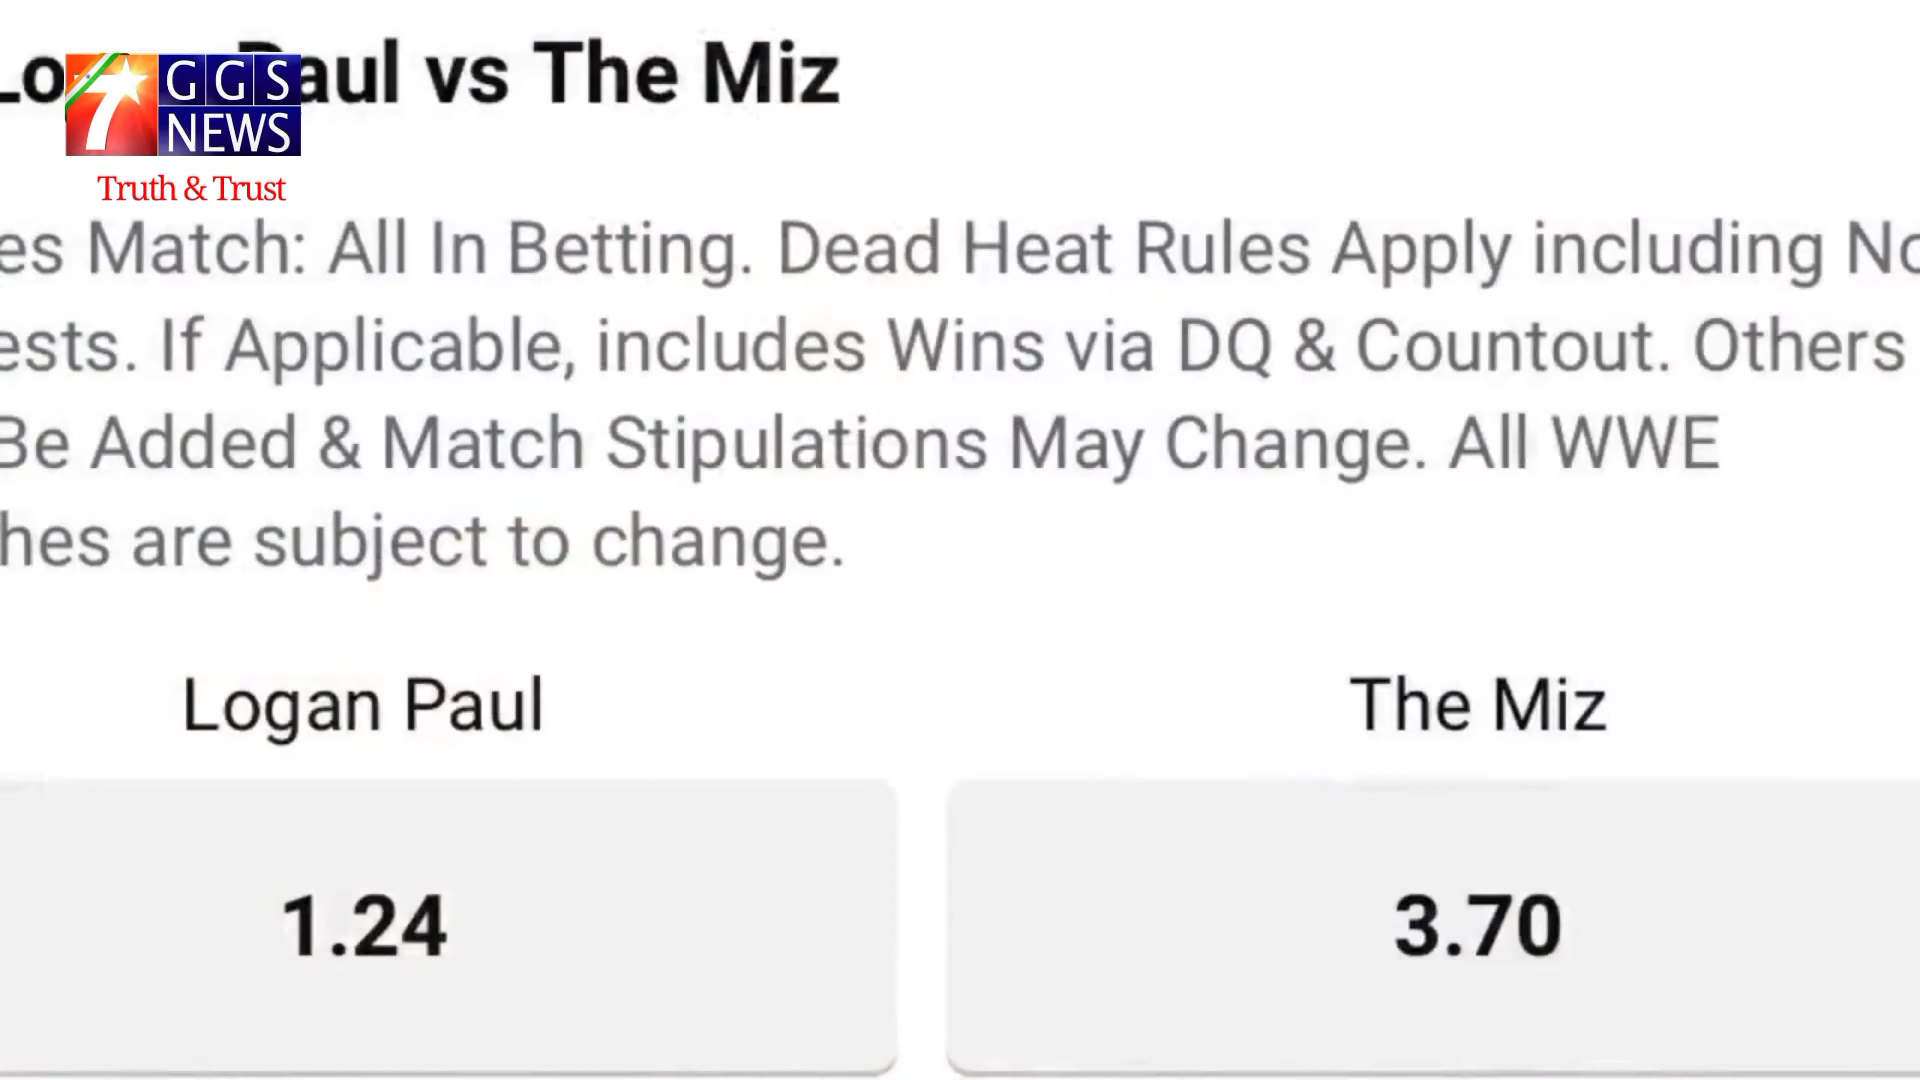 Paul vs The Miz
7 GGS
NEWS
Truth & Trust
es Match: All In Betting. Dead Heat Rules Apply including No
ests. If Applicable, includes Wins via DQ & Countout. Others
Be Added & Match Stipulations May Change. All WWE
hes are subject to change.
Logan Paul
The Miz
1.24
3.70